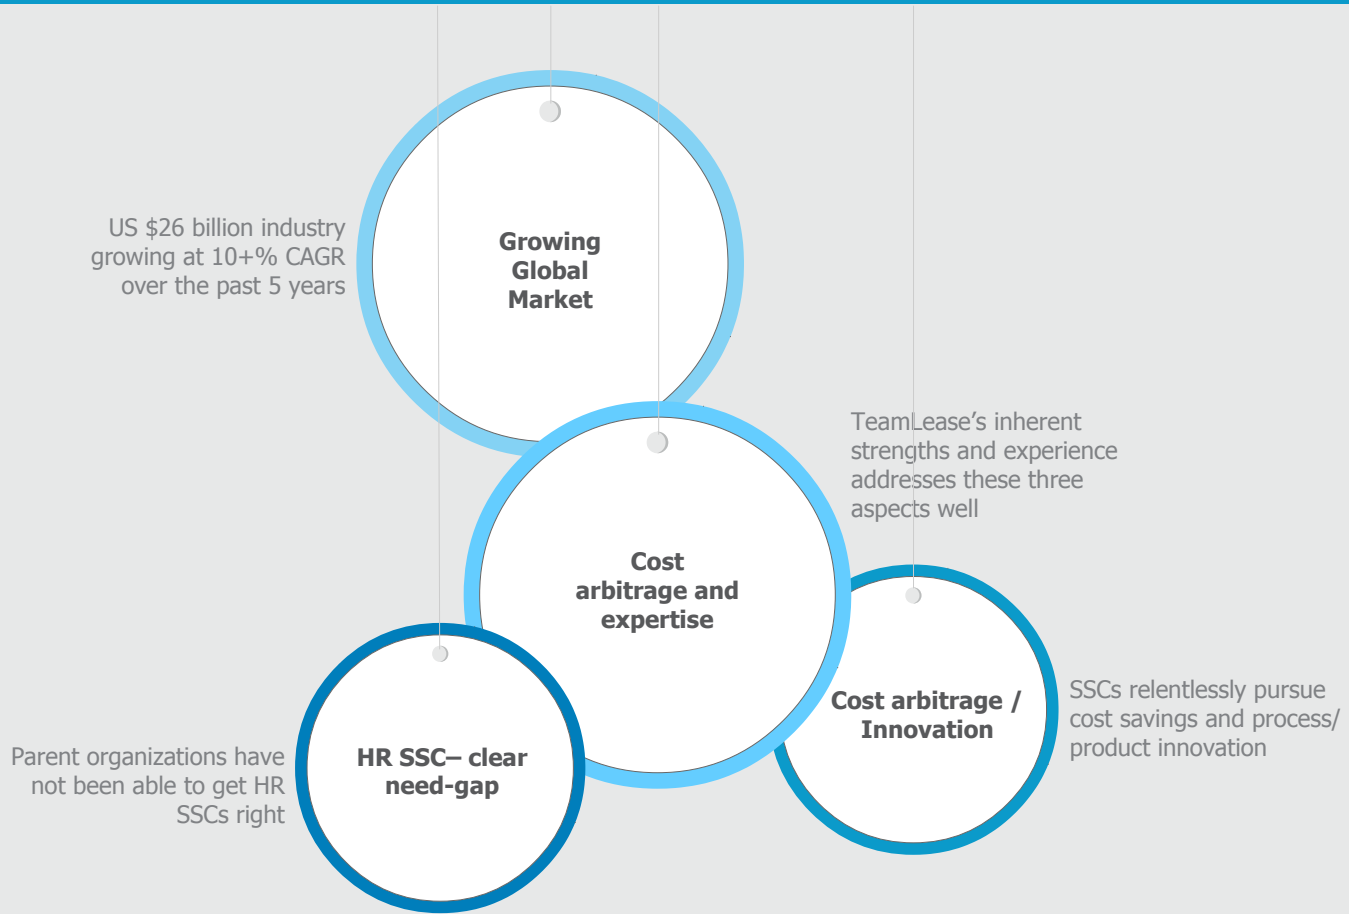 US $26 billion industry
growing at 10+% CAGR
over the past 5 years
Growing
Global
Market
TeamLease’s inherent
strengths and experience
addresses these three
aspects well
Cost
arbitrage and
expertise
Cost arbitrage /
Innovation
SSCs relentlessly pursue
cost savings and process/
product innovation
HR SSC– clear
need-gap
Parent organizations have
not been able to get HR
SSCs right